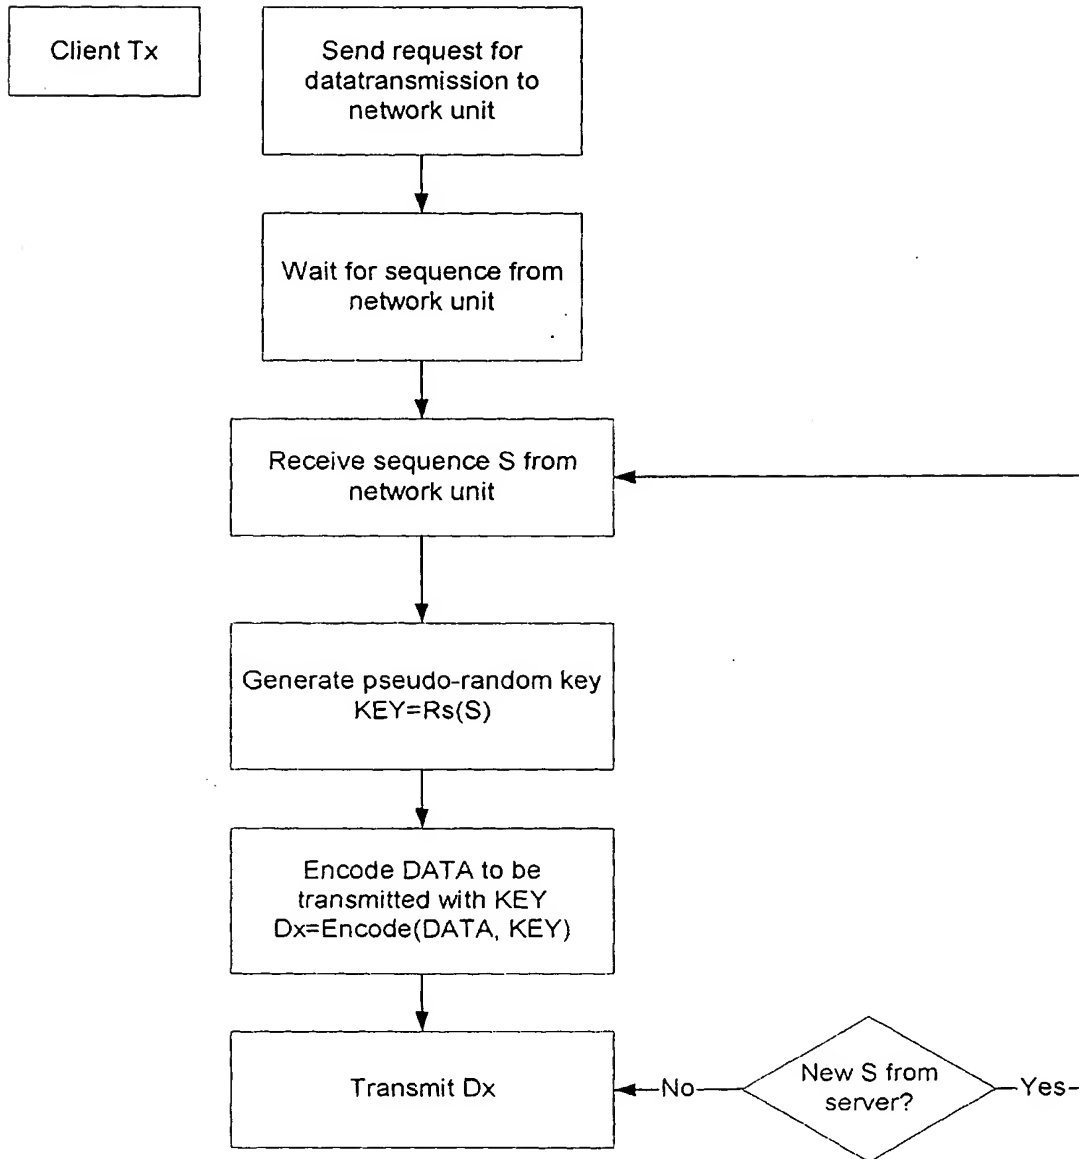 Client Tx
Send request for
datatransmission to
network unit
Wait for sequence from
network unit
Receive sequence S from
network unit
Generate pseudo-random key
KEY=Rs(S)
Encode DATA to be
transmitted with KEY
Dx=Encode(DATA, KEY)
Transmit Dx
No
New S from
server?
Yes